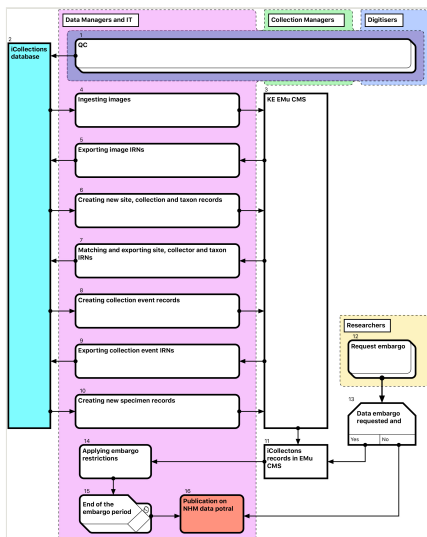 Data Managers and IT
Collection Managers
Digitisers
1
QC
2
iCollections
database
3
KE EMu CMS
4
Ingesting images
5
Exporting image IRNs
6
Creating new site, collection and taxon records
7
Matching and exporting site, collector and taxon
IRNs
8
Creating collection event records
9
Exporting collection event IRNs
10
Creating new specimen records
Researchers
12
Request embargo
13
Data embargo
requested and
Yes
No
11
iCollectons
records in EMu
CMS
14
Applying embargo
restrictions
15
End of the
embargo period
16
Publication on
NHM data potral